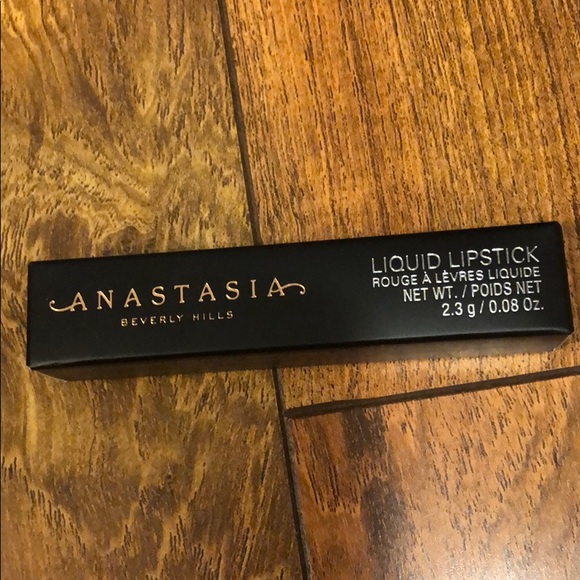 ANASTASIA
BEVERLY HILLS
LIQUID LIPSTICK
ROUGE À LÈVRES LIQUIDE
NET WT. / POIDS NET
2.3 g / 0.08 Oz.